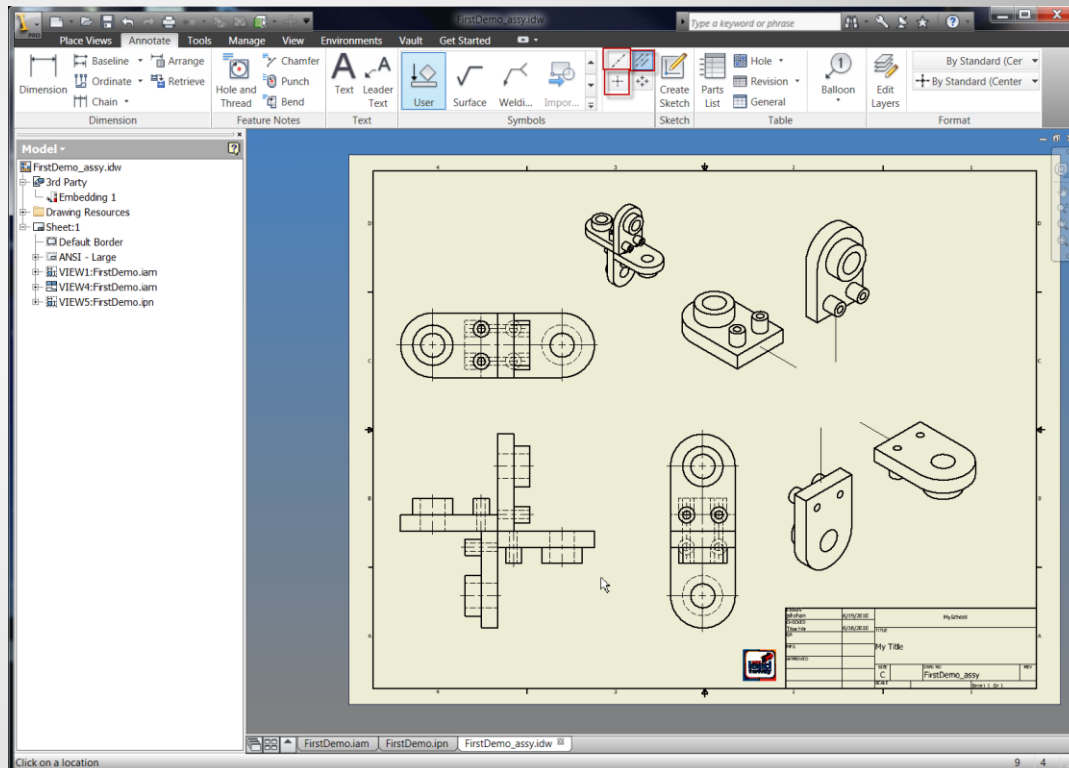 FirstDemo_assy.idw
Type a keyword or phrase
PRO
Place Views Annotate Tools Manage View Environments Vault Get Started
Dimension
Baseline
Ordinate
Chain
Arrange
Retrieve
Dimension
Hole and
Thread
Chamfer
Punch
Bend
Feature Notes
Text
Leader
Text
Text
User
Surface
Weldi...
Impor...
Symbols
Create
Sketch
Sketch
Parts
List
Hole
Revision
General
1
Balloon
Table
Edit
Layers
By Standard (Cer
By Standard (Center
Format
Model
FirstDemo_assy.idw
3rd Party
Embedding 1
Drawing Resources
Sheet:1
Default Border
ANSI - Large
VIEW1:FirstDemo.iam
VIEW4:FirstDemo.iam
VIEW5:FirstDemo.ipn
MySchool
TITLE
My Title
C
FirstDemo_assy
FirstDemo.iam
FirstDemo.ipn
FirstDemo_assy.idw
Click on a location
9 4